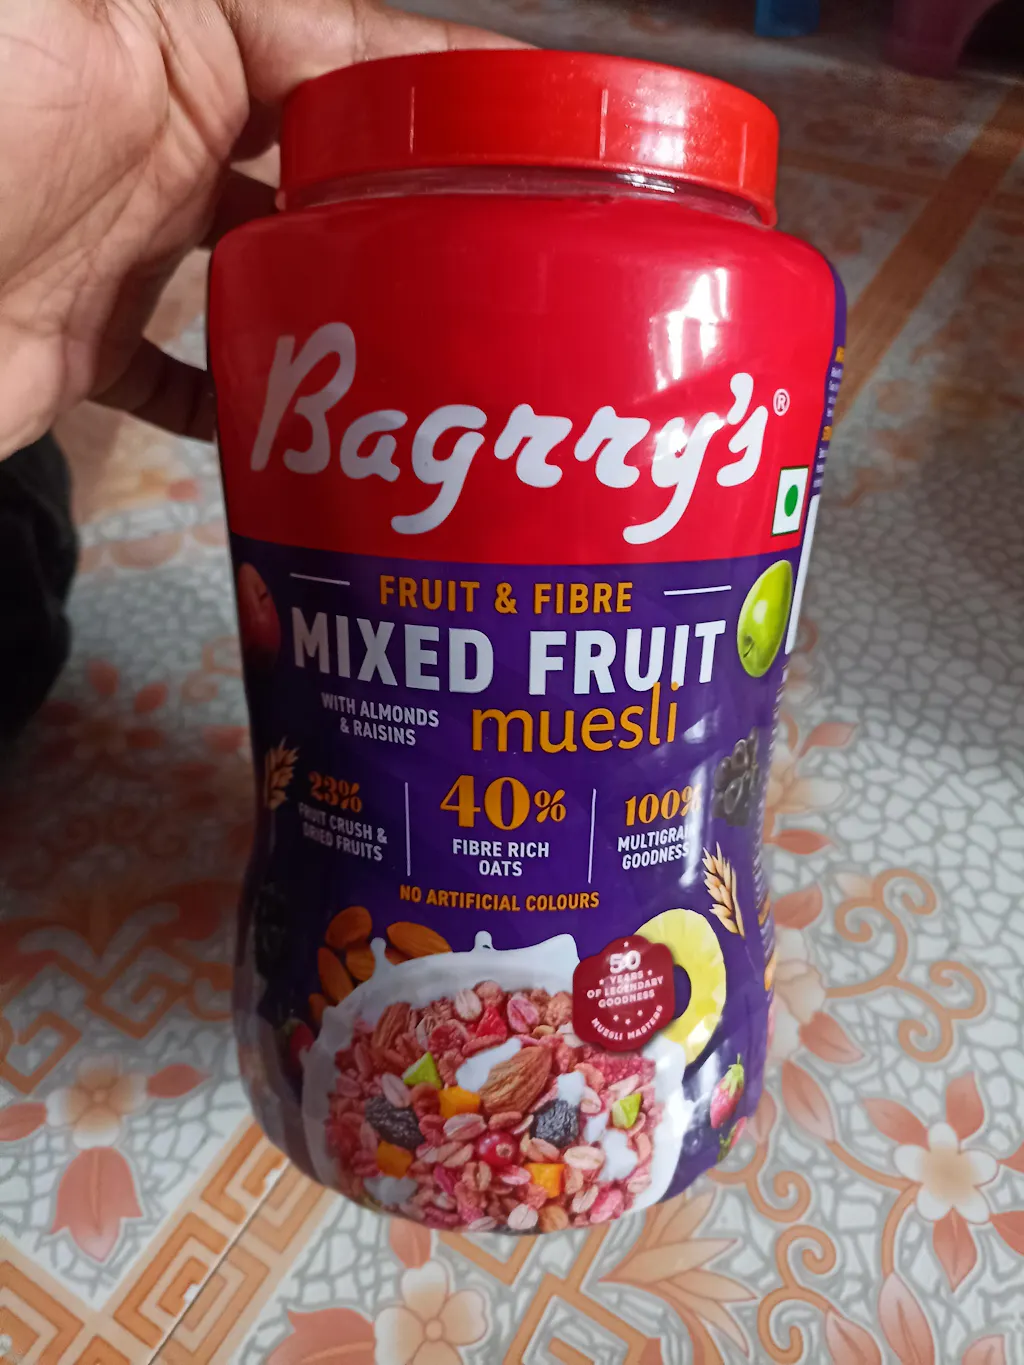 Bagrry's®
FRUIT & FIBRE
MIXED FRUIT
WITH ALMONDS
& RAISINS
muesli
23%
FRUIT CRUSH &
DRIED FRUITS
40%
FIBRE RICH
OATS
100%
MULTIGRAIN
GOODNESS
NO ARTIFICIAL COLOURS
50
YEARS
OF LEGENDARY
GOODNESS
MUESLI MASTERS